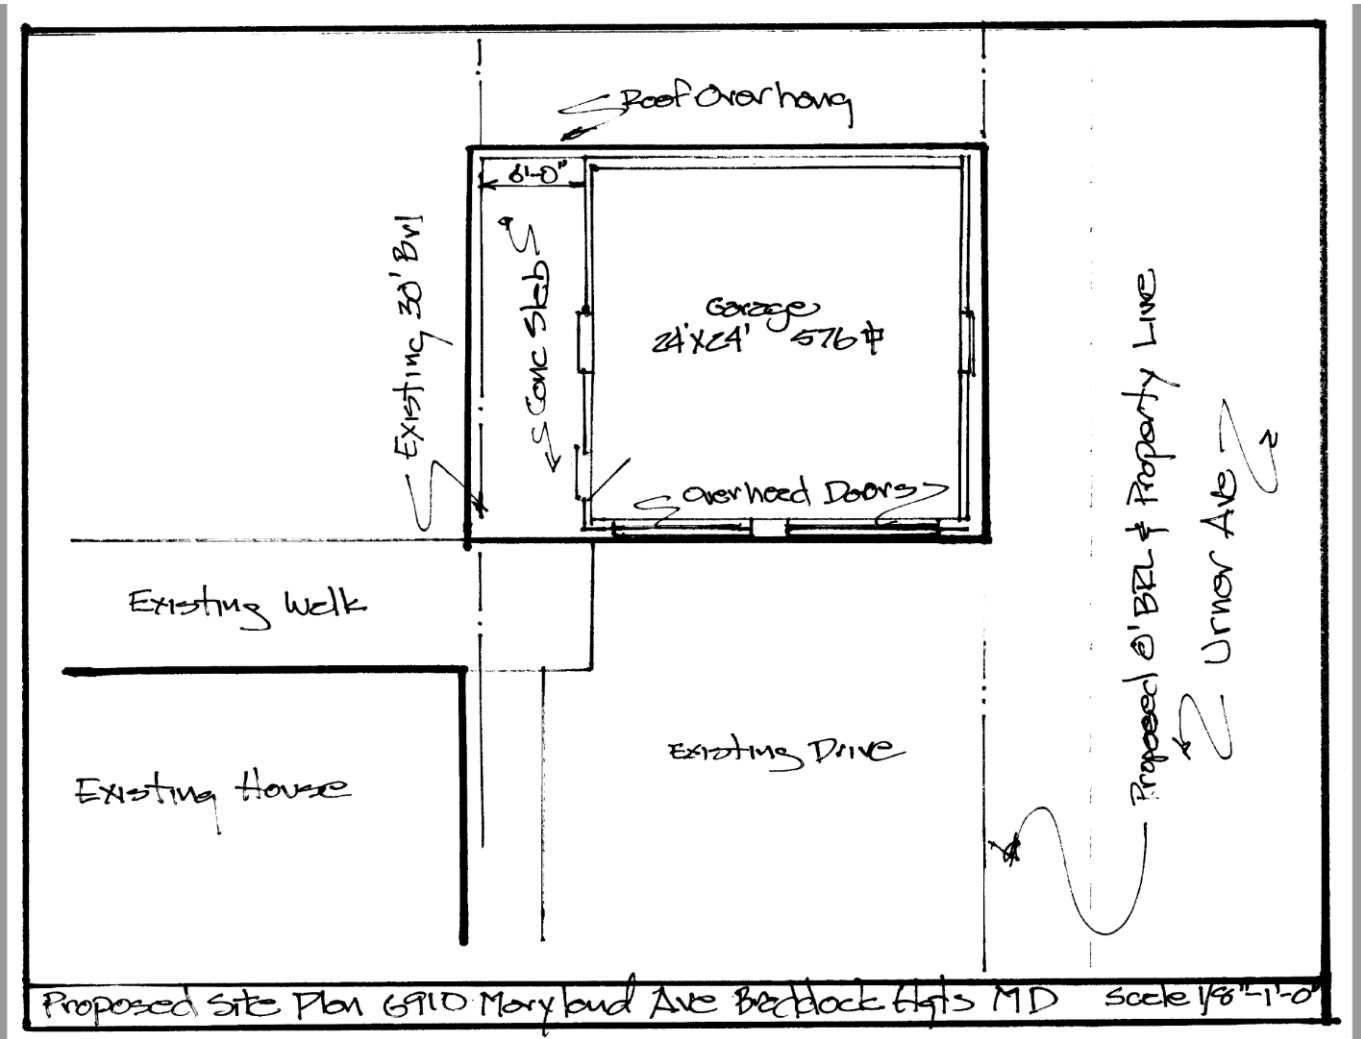 Roof Overhang
6'-0"
Existing 30' Brl
Conc Slab
Garage
24'x24' 576 ⏍
Overhead Doors
Proposed 0' BRL & Property Line
Urnor Ave
Existing Walk
Existing Drive
Existing House
Proposed Site Plan 6910 Maryland Ave Braddock Hgts MD Scale 1/8"-1'-0"